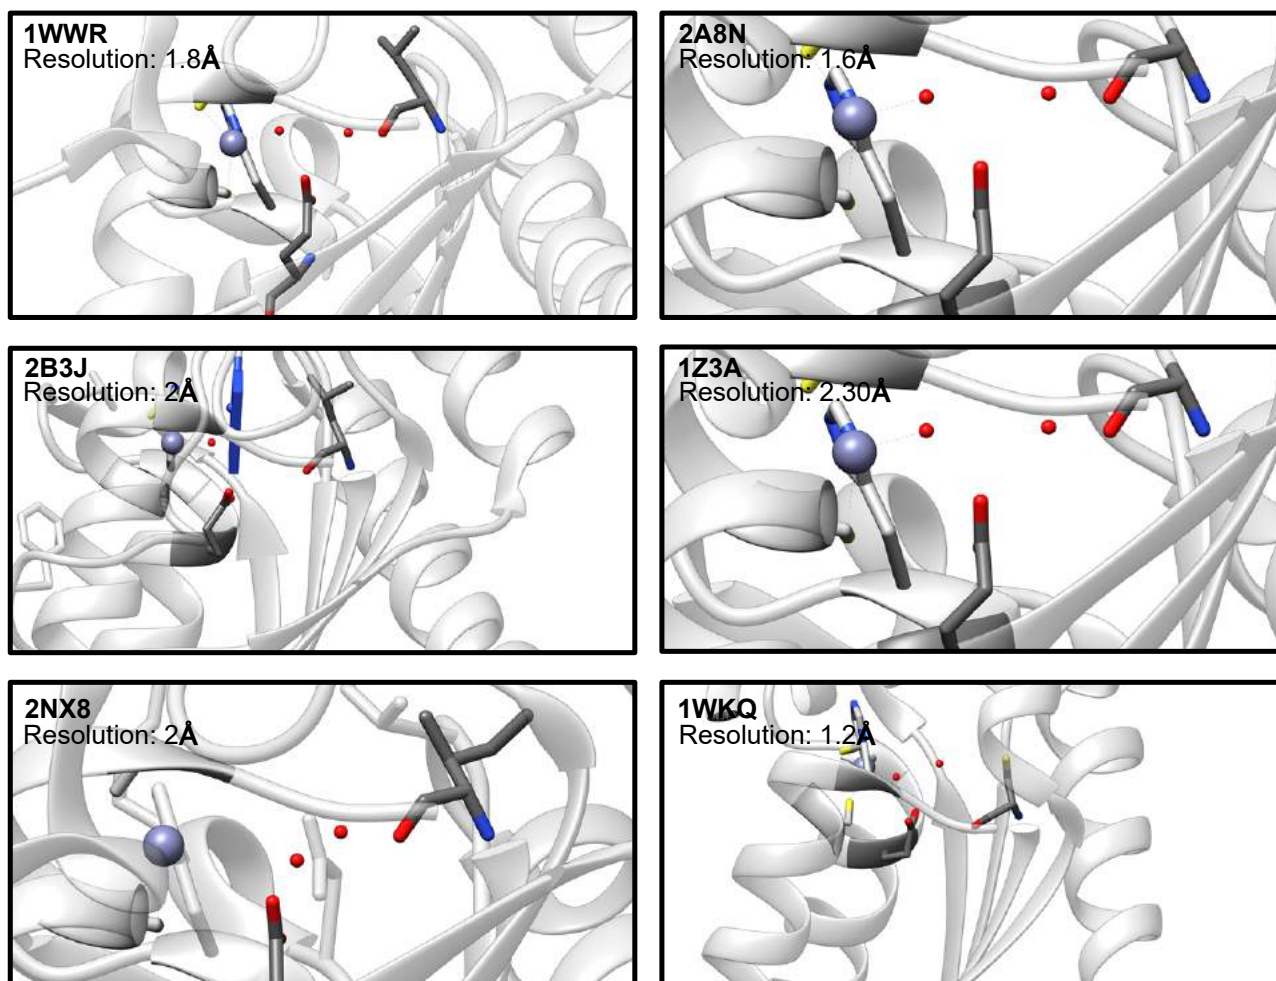 1WWR
Resolution: 1.8Å
2A8N
Resolution: 1.6Å
2B3J
Resolution: 2Å
1Z3A
Resolution: 2.30Å
2NX8
Resolution: 2Å
1WKQ
Resolution: 1.2Å